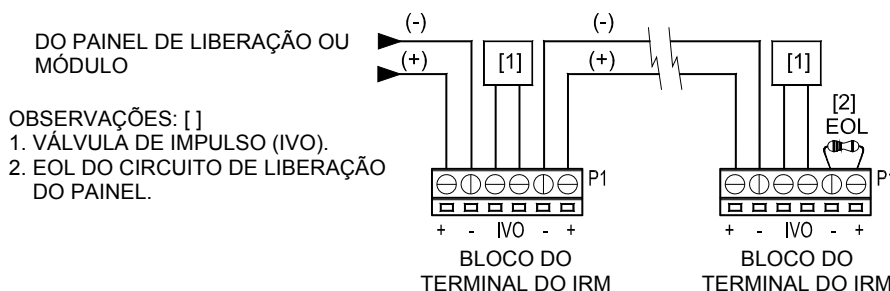 DO PAINEL DE LIBERAÇÃO OU
MÓDULO
(-)
(+)
[1]
(-)
(+)
[1]
[2]
EOL
OBSERVAÇÕES: [ ]
1. VÁLVULA DE IMPULSO (IVO).
2. EOL DO CIRCUITO DE LIBERAÇÃO
DO PAINEL.
P1
+ - IVO - +
BLOCO DO
TERMINAL DO IRM
P1
+ - IVO - +
BLOCO DO
TERMINAL DO IRM